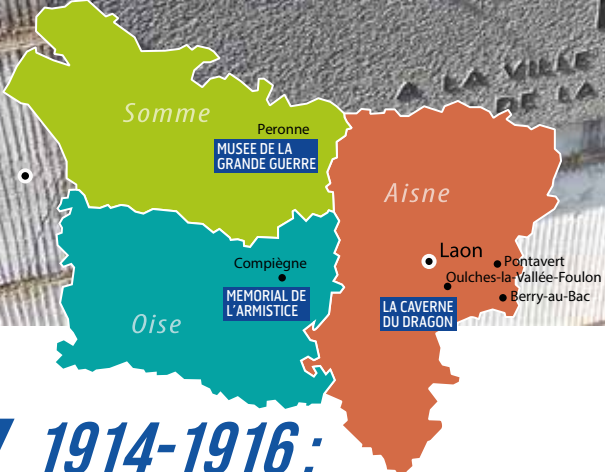 A LA VILLE
DE LA
Somme
Peronne
MUSEE DE LA
GRANDE GUERRE
Aisne
Laon
Pontavert
Oulches-la-Vallée-Foulon
Berry-au-Bac
Compiègne
MEMORIAL DE
L'ARMISTICE
LA CAVERNE
DU DRAGON
Oise
1914-1916 :